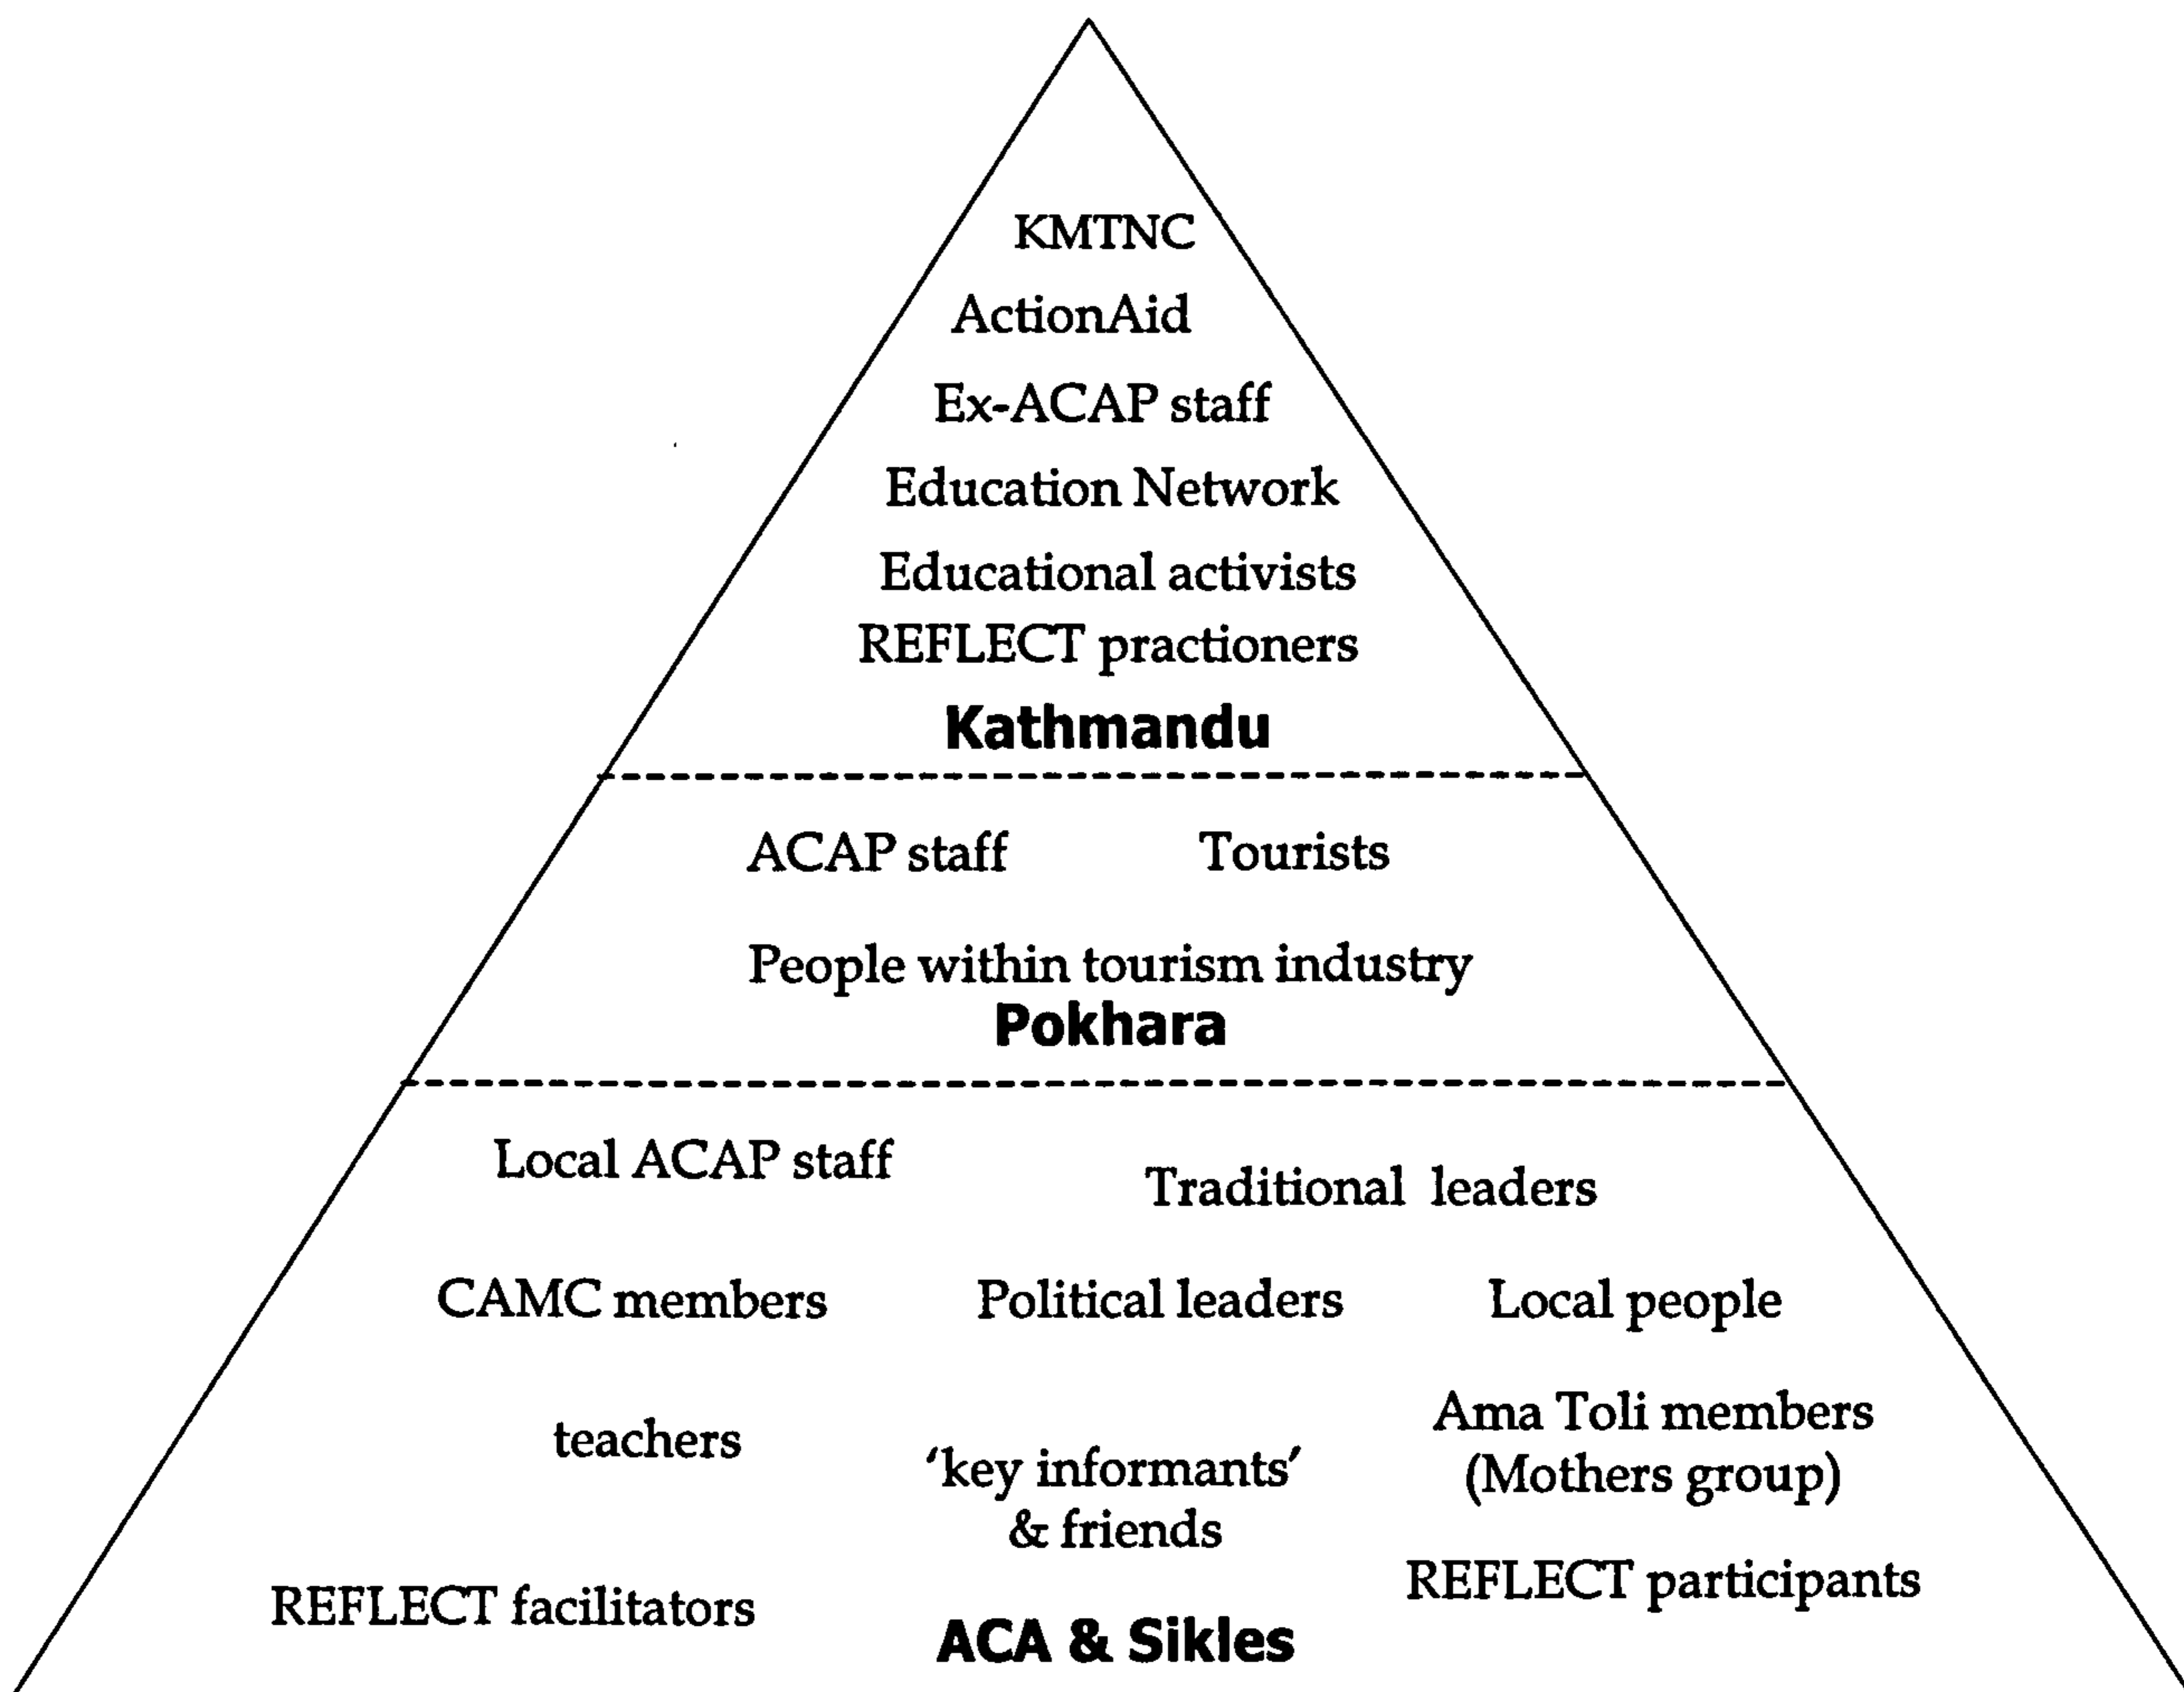 KMTNC
ActionAid
Ex-ACAP staff
Education Network
Educational activists
REFLECT practioners
Kathmandu
ACAP staff
Tourists
People within tourism industry
Pokhara
Local ACAP staff
Traditional leaders
CAMC members
Political leaders
Local people
teachers
'key informants'
& friends
Ama Toli members
(Mothers group)
REFLECT facilitators
REFLECT participants
ACA & Sikles